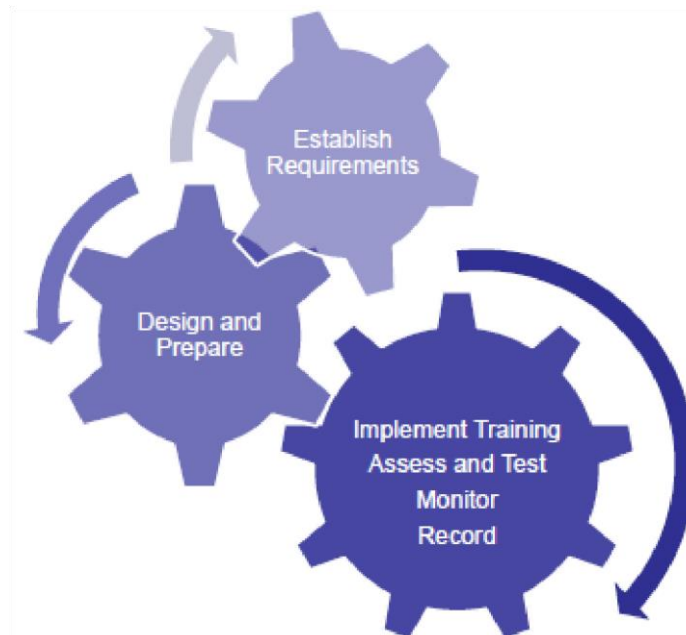 Establish
Requirements
Design and
Prepare
Implement Training
Assess and Test
Monitor
Record